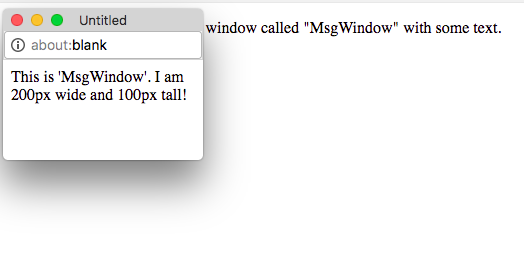 Untitled
about:blank
window called "MsgWindow" with some text.
This is 'MsgWindow'. I am
200px wide and 100px tall!